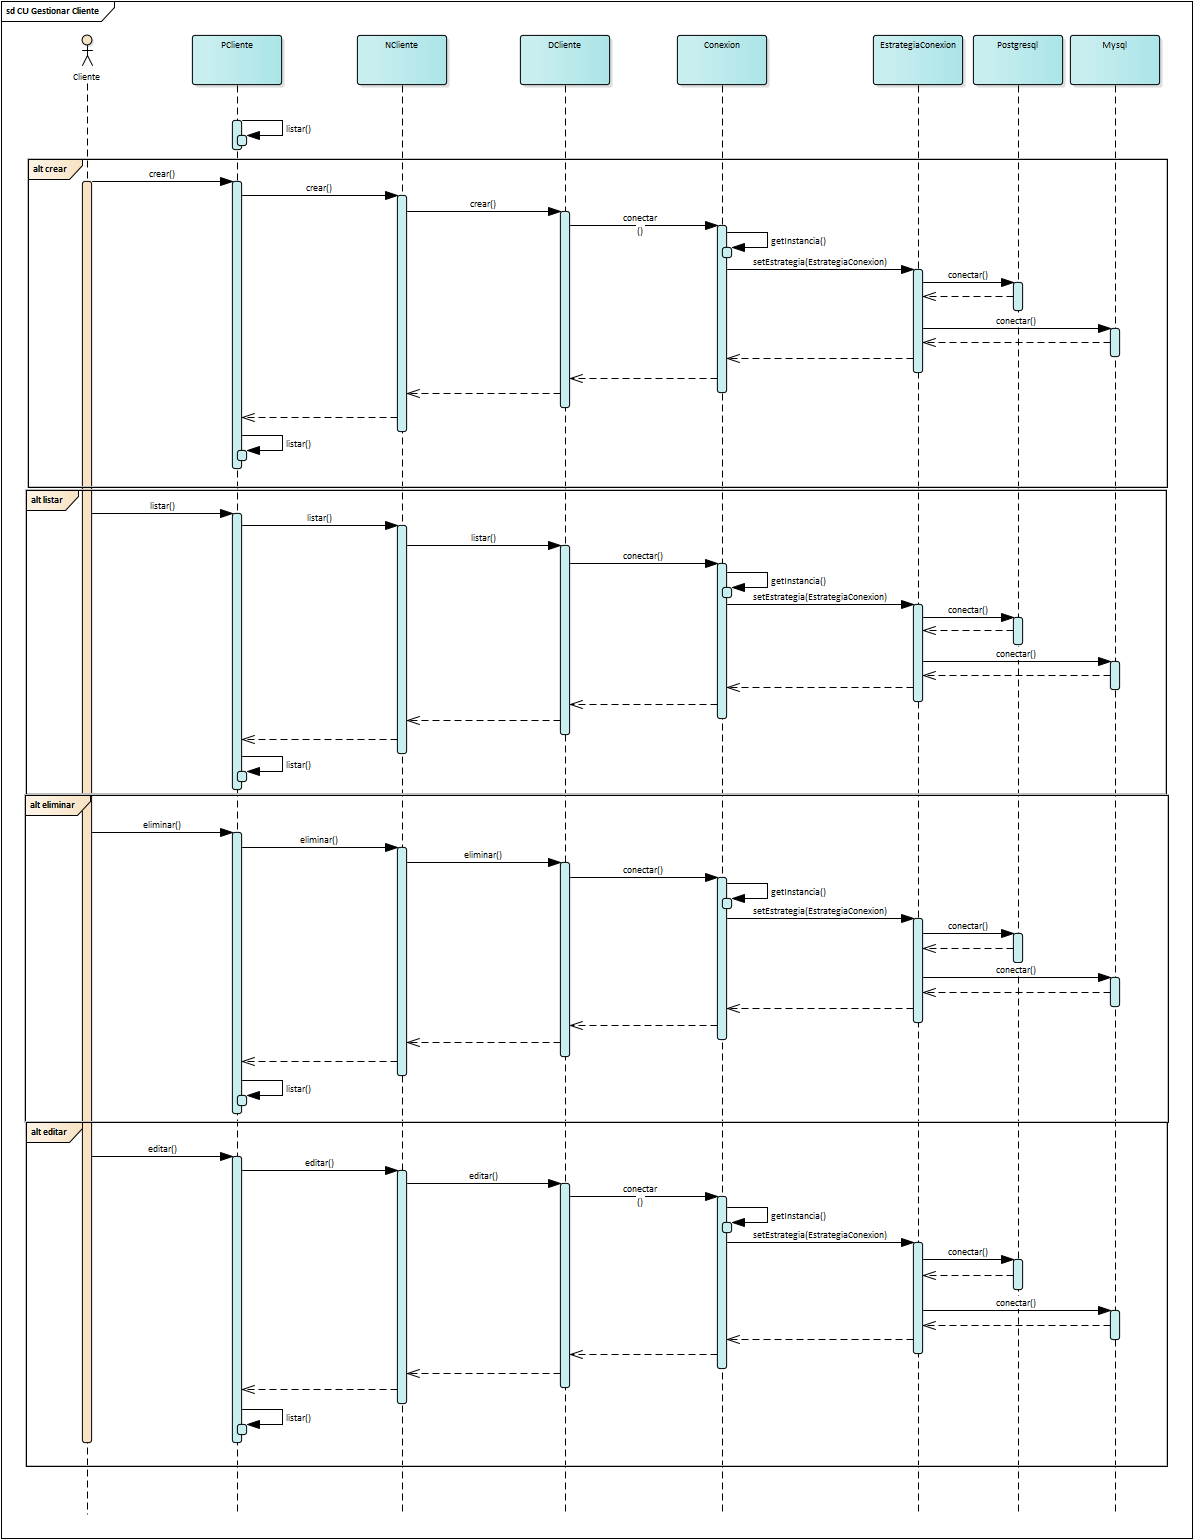 sd CU Gestionar Cliente
Cliente
PCliente
NCliente
DCliente
Conexion
EstrategiaConexion
Postgresql
Mysql
listar()
alt crear
crear()
crear()
crear()
conectar
()
getInstancia()
setEstrategia(EstrategiaConexion)
conectar()
conectar()
listar()
alt listar
listar()
listar()
listar()
conectar()
getInstancia()
setEstrategia(EstrategiaConexion)
conectar()
conectar()
listar()
alt eliminar
eliminar()
eliminar()
eliminar()
conectar()
getInstancia()
setEstrategia(EstrategiaConexion)
conectar()
conectar()
listar()
alt editar
editar()
editar()
editar()
conectar
()
getInstancia()
setEstrategia(EstrategiaConexion)
conectar()
conectar()
listar()